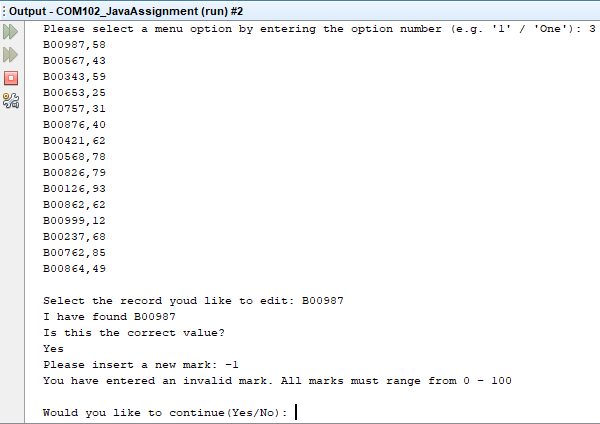 Output - COM102_JavaAssignment (run) #2
Please select a menu option by entering the option number (e.g. '1' / 'One'): 3
B00987,58
B00567,43
B00343,59
B00653,25
B00757,31
B00876,40
B00421,62
B00568,78
B00826,79
B00126,93
B00862,62
B00999,12
B00237,68
B00762,85
B00864,49
Select the record youd like to edit: B00987
I have found B00987
Is this the correct value?
Yes
Please insert a new mark: -1
You have entered an invalid mark. All marks must range from 0 - 100
Would you like to continue(Yes/No):